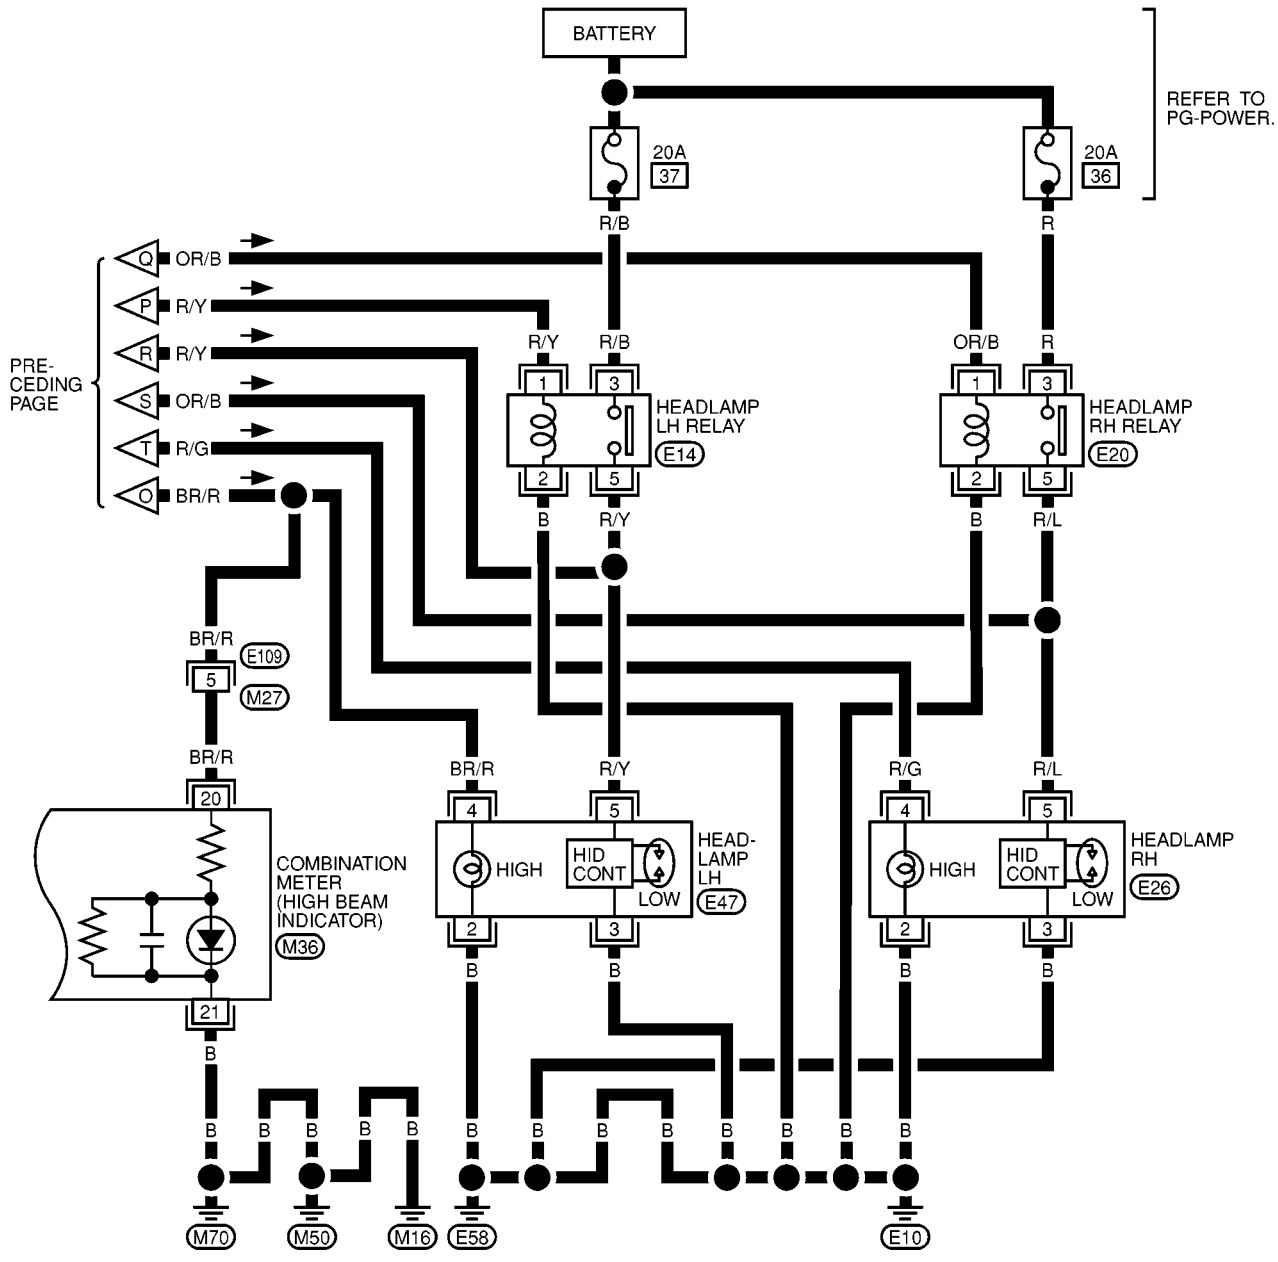 BATTERY
REFER TO
PG-POWER.
20A
37
20A
36
R/B
R
Q OR/B
P R/Y
R R/Y
S OR/B
T R/G
O BR/R
PRE-
CEDING
PAGE
R/Y R/B
OR/B R
1 3
1 3
HEADLAMP
LH RELAY
E14
HEADLAMP
RH RELAY
E20
2 5
2 5
B R/Y
B R/L
BR/R
E109
5
M27
BR/R
20
BR/R R/Y
R/G R/L
4 5
4 5
HIGH
HID
CONT
LOW
HEAD-
LAMP
LH
E47
HIGH
HID
CONT
LOW
HEADLAMP
RH
E26
COMBINATION
METER
(HIGH BEAM
INDICATOR)
M36
2 3
2 3
B B
B B
21
B
B B B B B B B B B B B B B
M70 M50 M16 E58 E10